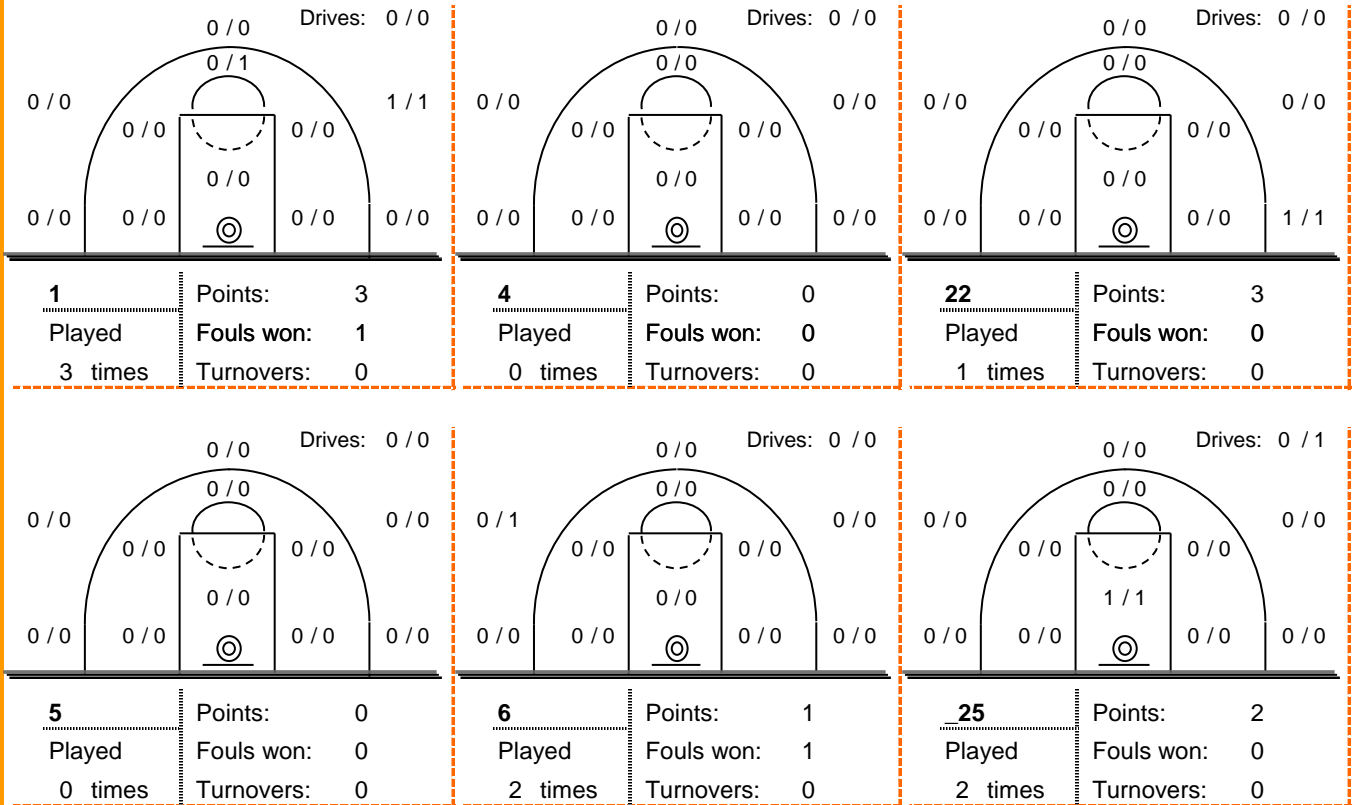 0 / 0
Drives: 0 / 0
0 / 1
0 / 0
1 / 1
0 / 0
0 / 0
0 / 0
0 / 0
0 / 0
0 / 0
0 / 0
1
Points: 3
Played
Fouls won: 1
3 times
Turnovers: 0
0 / 0
Drives: 0 / 0
0 / 0
0 / 0
0 / 0
0 / 0
0 / 0
0 / 0
0 / 0
0 / 0
0 / 0
0 / 0
4
Points: 0
Played
Fouls won: 0
0 times
Turnovers: 0
0 / 0
Drives: 0 / 0
0 / 0
0 / 0
0 / 0
0 / 0
0 / 0
0 / 0
0 / 0
0 / 0
0 / 0
1 / 1
22
Points: 3
Played
Fouls won: 0
1 times
Turnovers: 0
0 / 0
Drives: 0 / 0
0 / 0
0 / 0
0 / 0
0 / 0
0 / 0
0 / 0
0 / 0
0 / 0
0 / 0
0 / 0
5
Points: 0
Played
Fouls won: 0
0 times
Turnovers: 0
0 / 0
Drives: 0 / 0
0 / 0
0 / 1
0 / 0
0 / 0
0 / 0
0 / 0
0 / 0
0 / 0
0 / 0
0 / 0
6
Points: 1
Played
Fouls won: 1
2 times
Turnovers: 0
0 / 0
Drives: 0 / 1
0 / 0
0 / 0
0 / 0
0 / 0
0 / 0
1 / 1
0 / 0
0 / 0
0 / 0
0 / 0
_25
Points: 2
Played
Fouls won: 0
2 times
Turnovers: 0